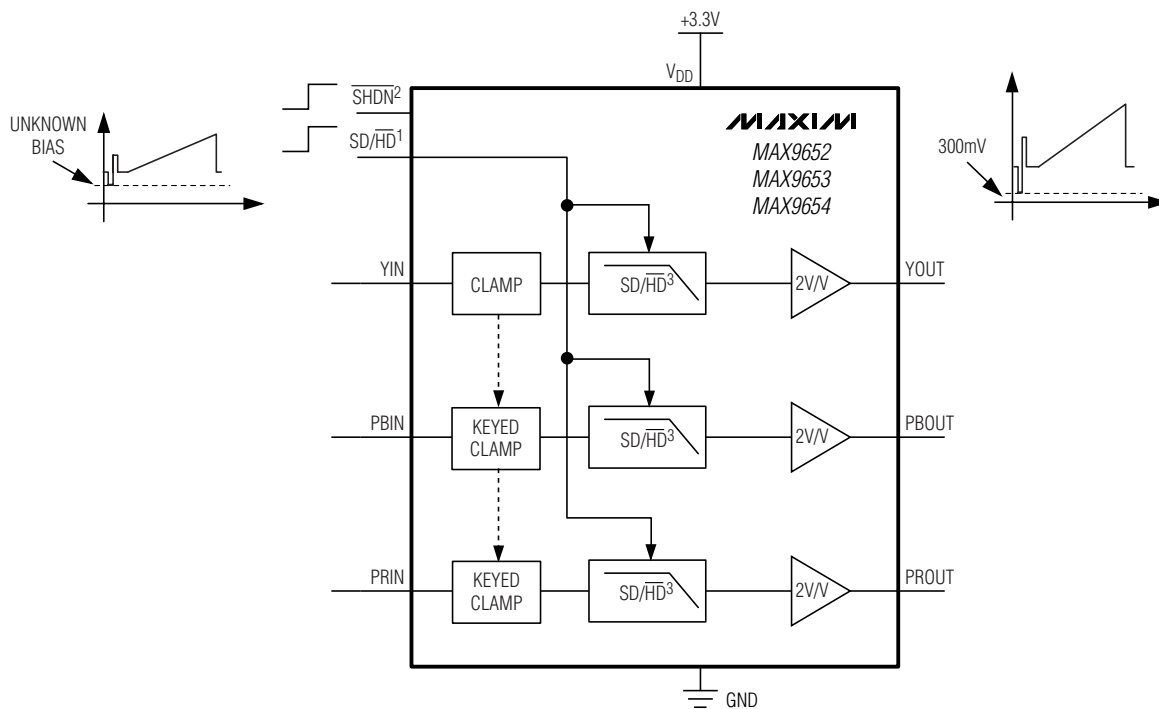 +3.3V
VDD
SHDN²
SD/HD¹
UNKNOWN
BIAS
MAXIM
MAX9652
MAX9653
MAX9654
300mV
YIN
CLAMP
SD/HD³
2V/V
YOUT
PBIN
KEYED
CLAMP
SD/HD³
2V/V
PBOUT
PRIN
KEYED
CLAMP
SD/HD³
2V/V
PROUT
GND